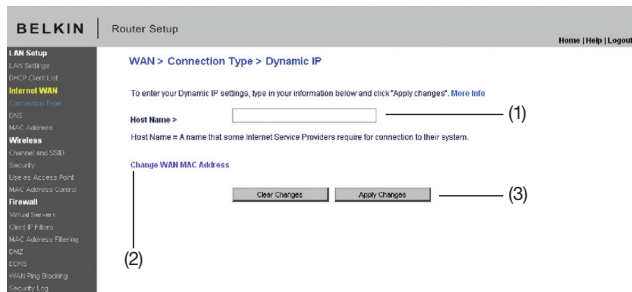 BELKIN Router Setup
Home | Help | Logout
LAN Setup
LAN Settings
DHCP Client List
Internet WAN
Connection Type
DNS
MAC Address
Wireless
Channel and SSID
Security
Use as Access Point
MAC Address Control
Firewall
Virtual Servers
Client IP Filters
MAC Address Filtering
DMZ
DDNS
WAN Ping Blocking
Security Log
WAN > Connection Type > Dynamic IP
To enter your Dynamic IP settings, type in your information below and click "Apply changes". More Info
Host Name > (1)
Host Name = A name that some Internet Service Providers require for connection to their system.
Change WAN MAC Address
Clear Changes Apply Changes (3)
(2)